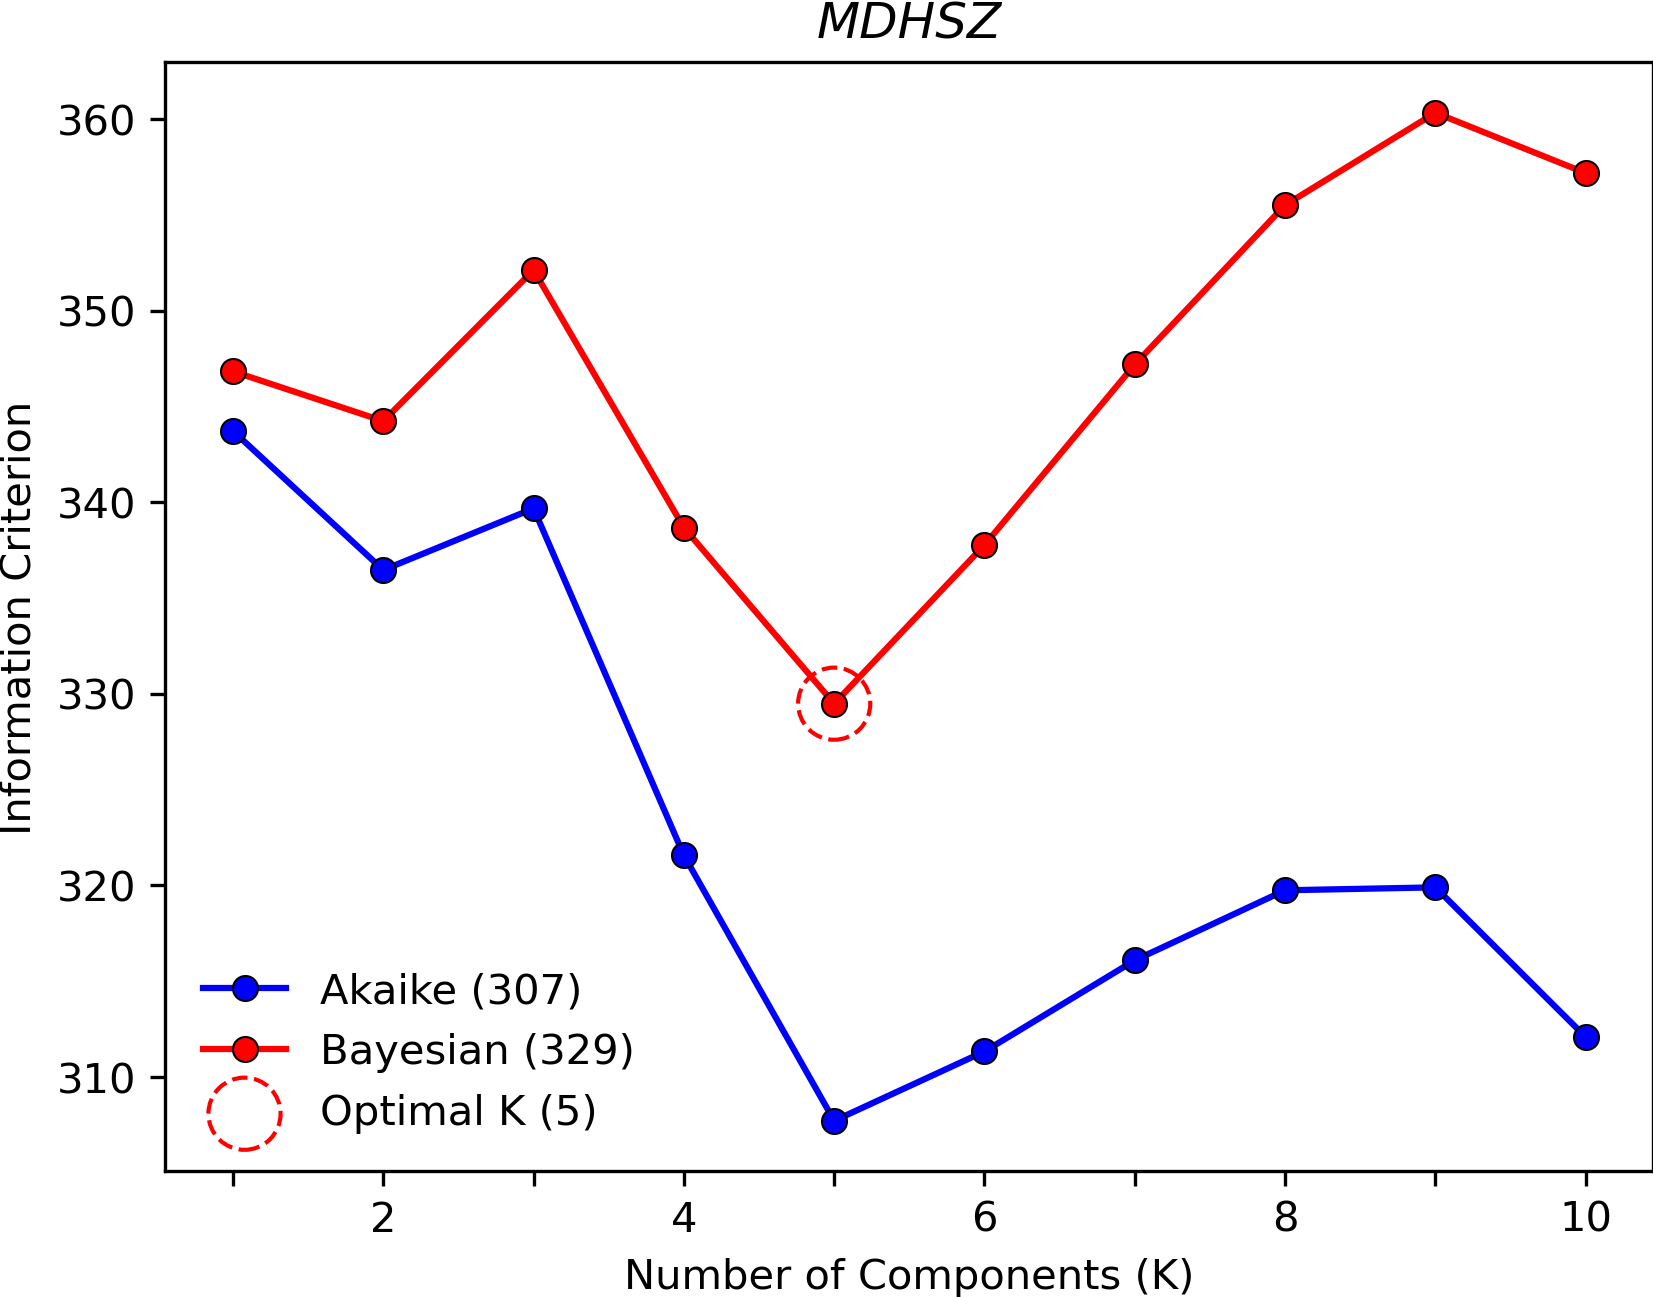 MDHSZ
360
350
340
330
320
310
Information Criterion
Akaike (307)
Bayesian (329)
Optimal K (5)
2 4 6 8 10
Number of Components (K)